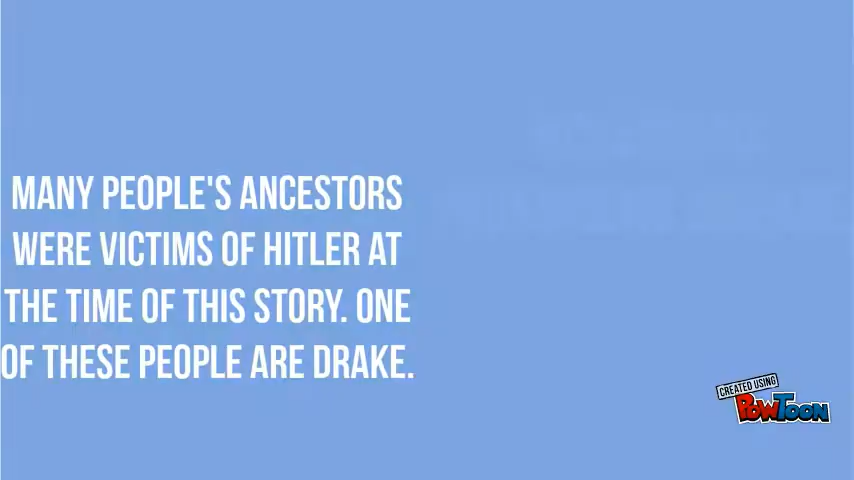 MANY PEOPLE'S ANCESTORS
WERE VICTIMS OF HITLER AT
THE TIME OF THIS STORY. ONE
OF THESE PEOPLE ARE DRAKE.
CREATED USING
POWTOON